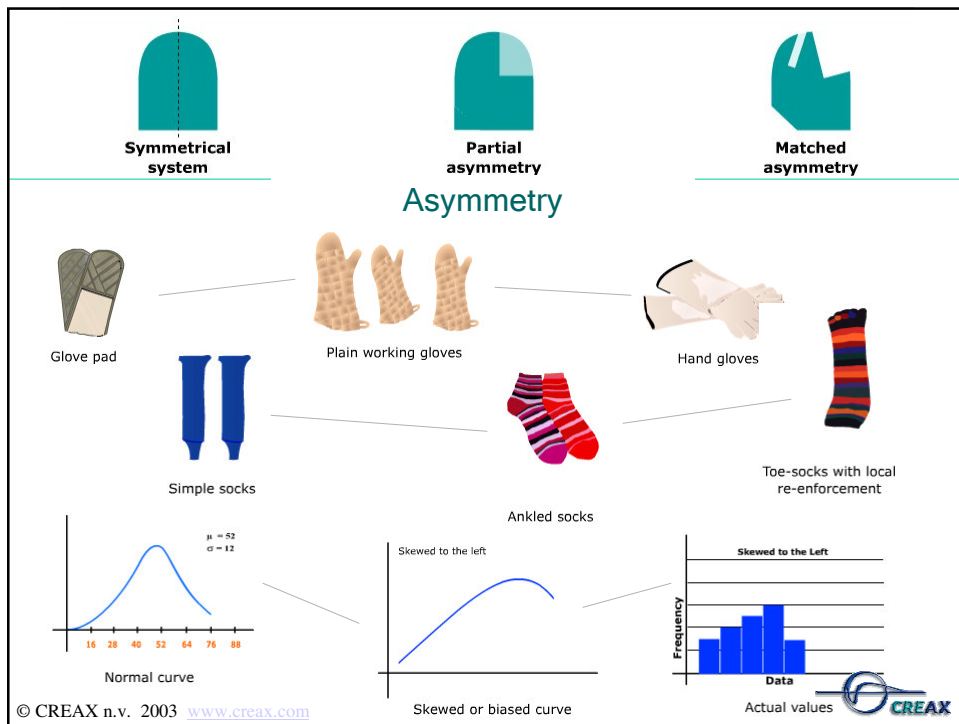 Symmetrical
system
Partial
asymmetry
Matched
asymmetry
Asymmetry
Glove pad
Plain working gloves
Hand gloves
Simple socks
Ankled socks
Toe-socks with local
re-enforcement
μ = 52
σ = 12
16 28 40 52 64 76 88
Normal curve
Skewed to the left
Skewed or biased curve
Skewed to the Left
Frequency
Data
Actual values
© CREAX n.v. 2003 www.creax.com
CREAX